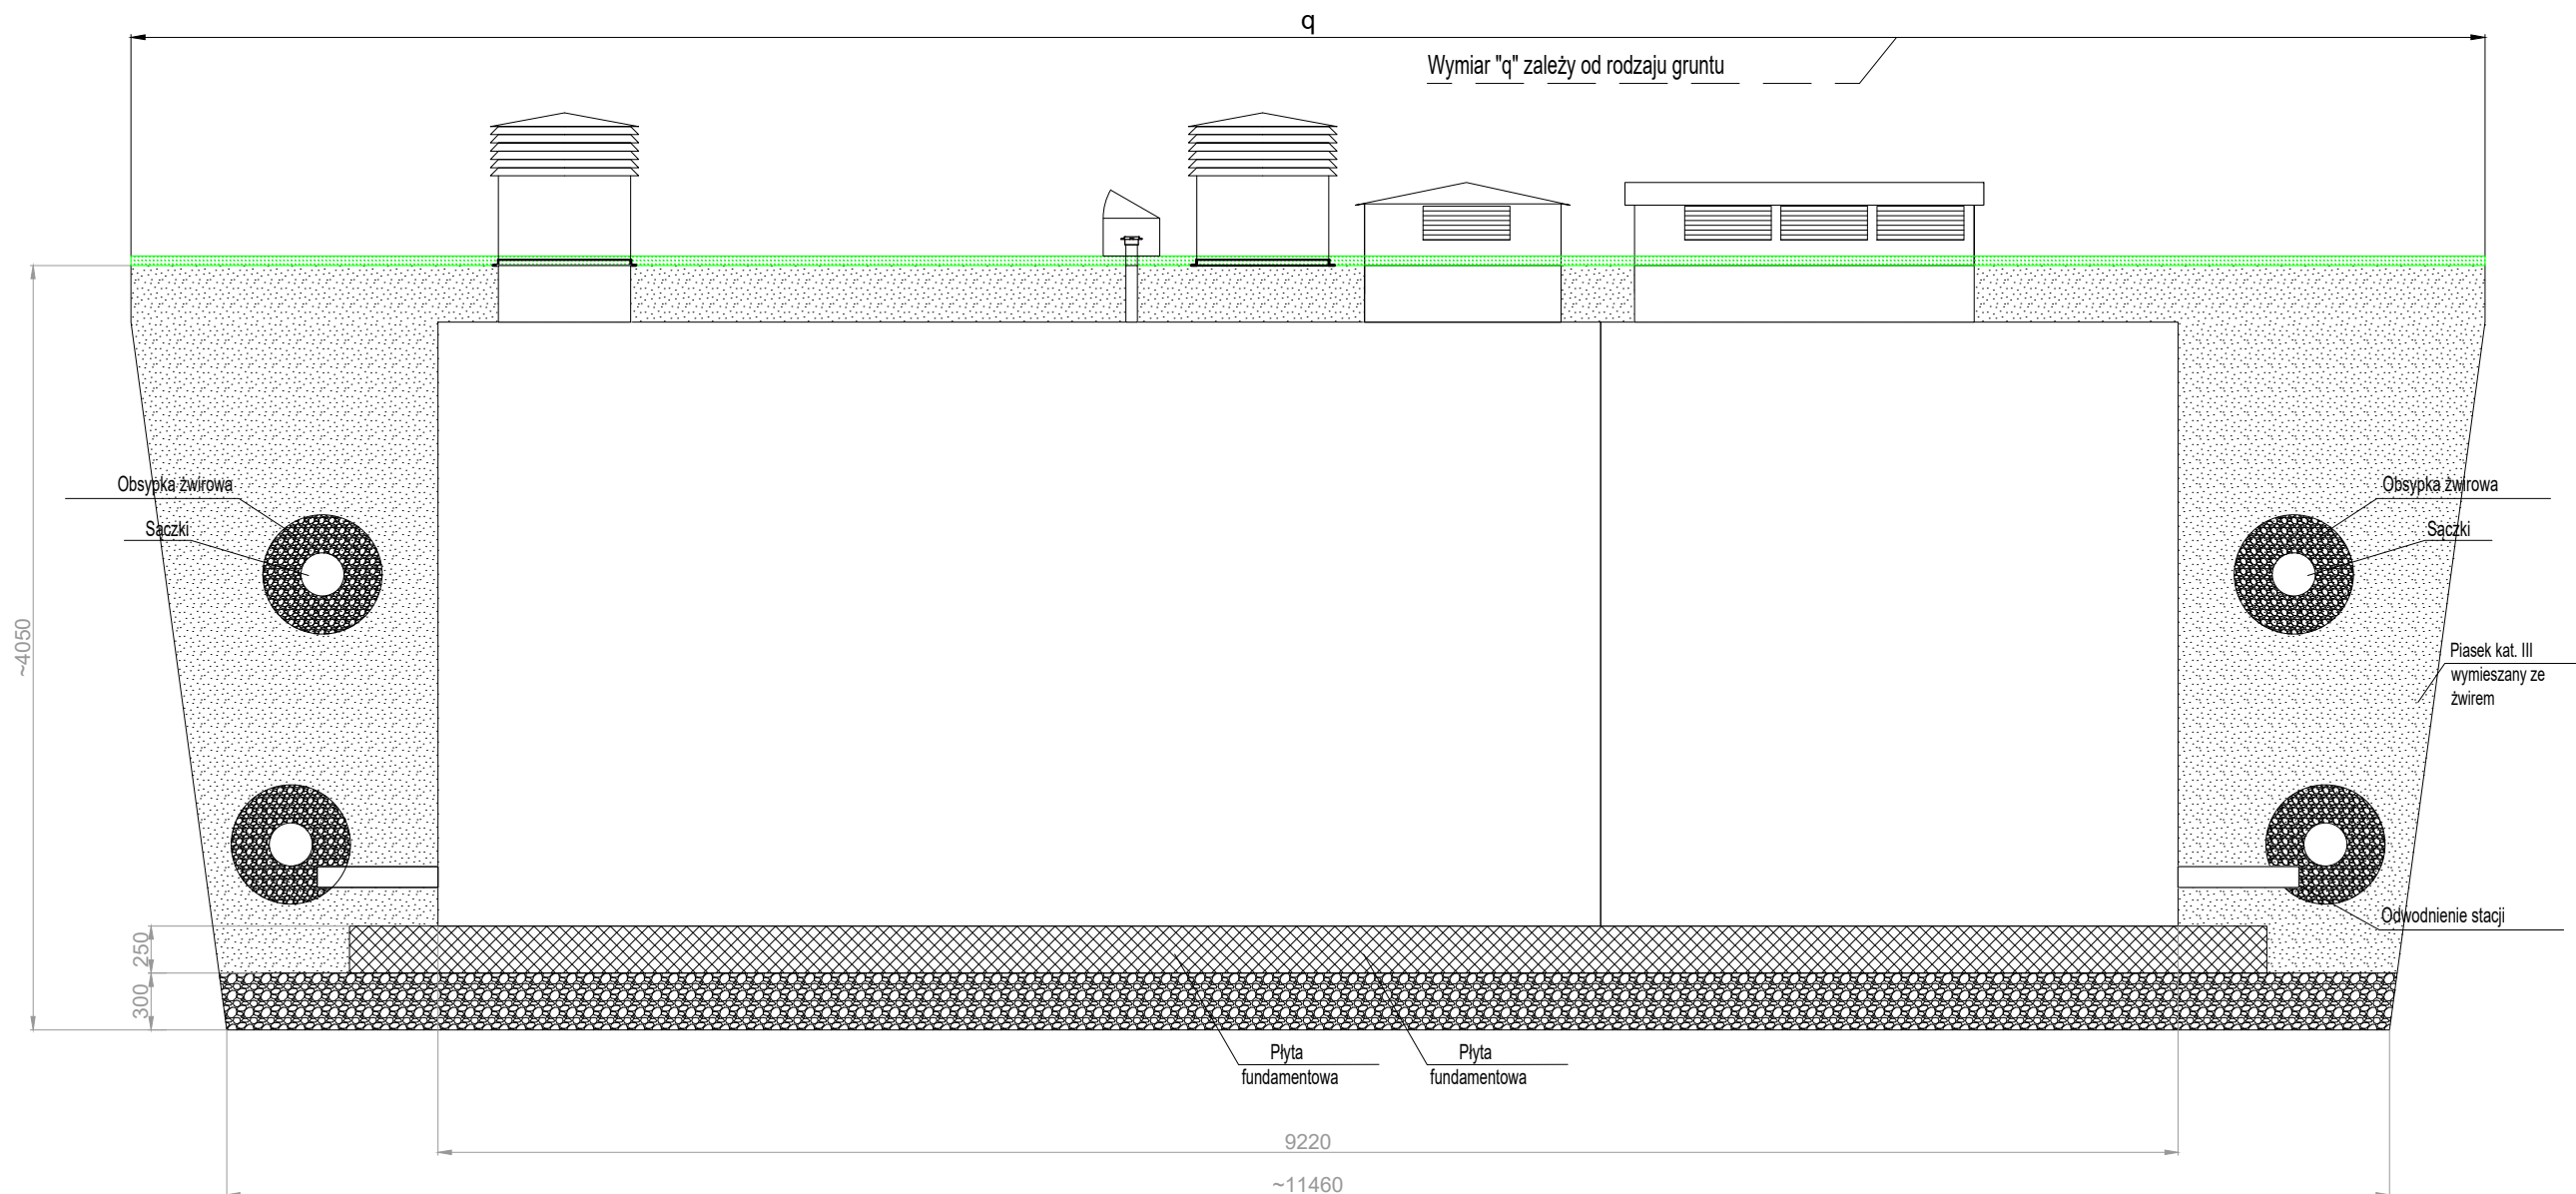 q
Wymiar "q" zależy od rodzaju gruntu
Obsypka żwirowa
Sączki
Obsypka żwirowa
Sączki
~4050
Piasek kat. III
wymieszany ze
żwirem
Odwodnienie stacji
250
300
Płyta
fundamentowa
Płyta
fundamentowa
9220
~11460